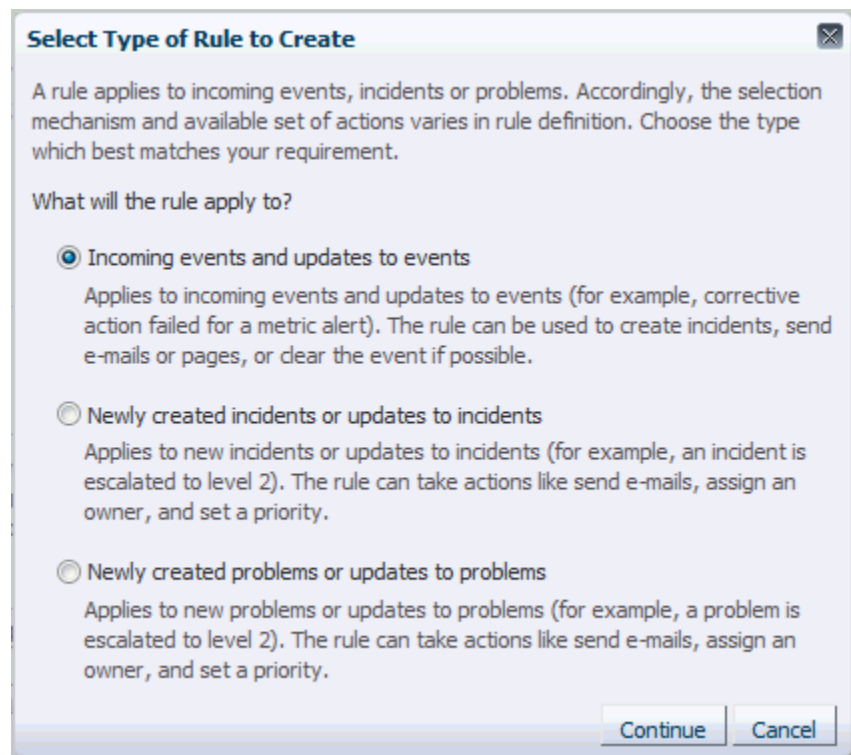 Select Type of Rule to Create
A rule applies to incoming events, incidents or problems. Accordingly, the selection
mechanism and available set of actions varies in rule definition. Choose the type
which best matches your requirement.
What will the rule apply to?
Incoming events and updates to events
Applies to incoming events and updates to events (for example, corrective
action failed for a metric alert). The rule can be used to create incidents, send
e-mails or pages, or clear the event if possible.
Newly created incidents or updates to incidents
Applies to new incidents or updates to incidents (for example, an incident is
escalated to level 2). The rule can take actions like send e-mails, assign an
owner, and set a priority.
Newly created problems or updates to problems
Applies to new problems or updates to problems (for example, a problem is
escalated to level 2). The rule can take actions like send e-mails, assign an
owner, and set a priority.
Continue Cancel